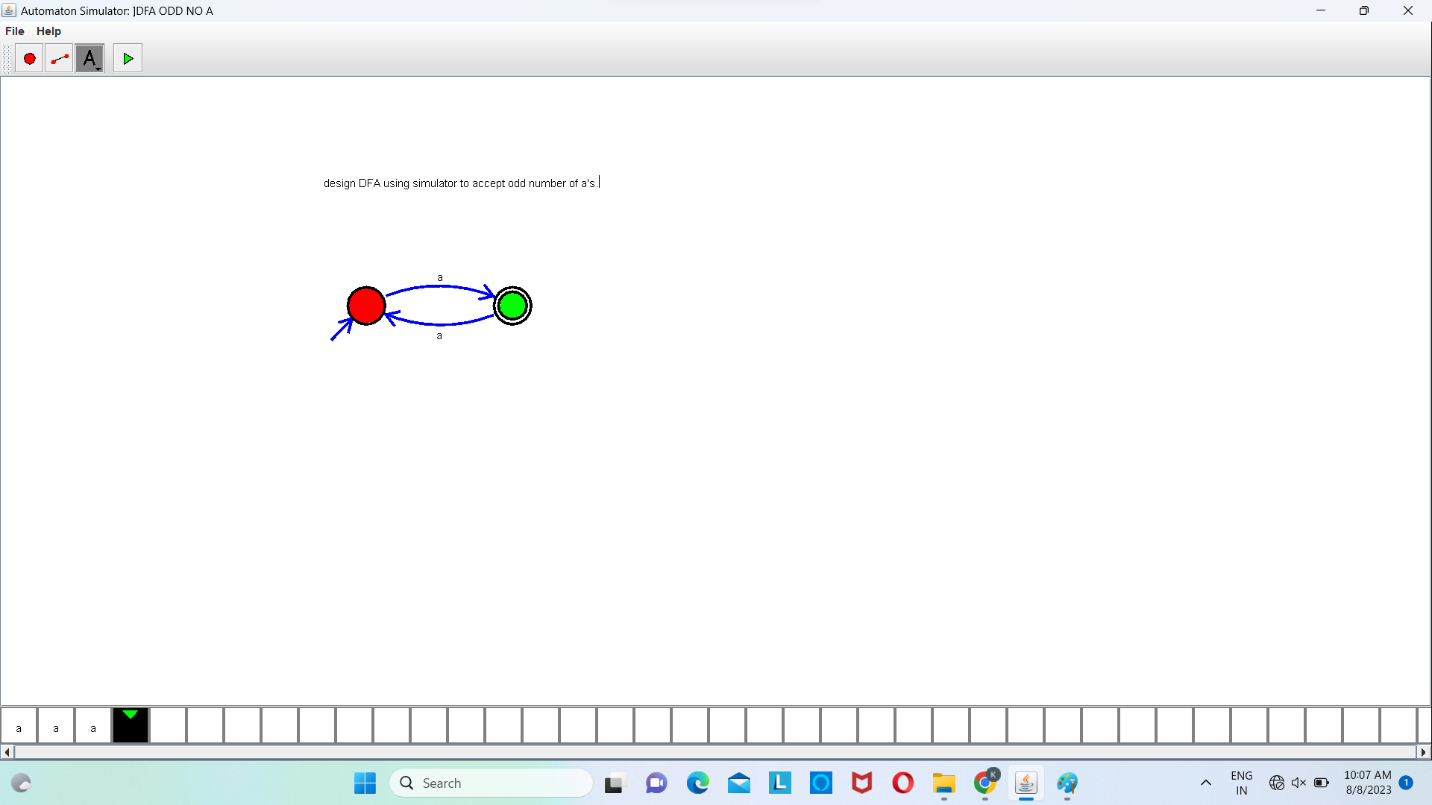 Automaton Simulator: ]DFA ODD NO A
File Help
A
design DFA using simulator to accept odd number of a's.
a
a
a a a
Search
L
K
ENG
IN
10:07 AM
8/8/2023
1